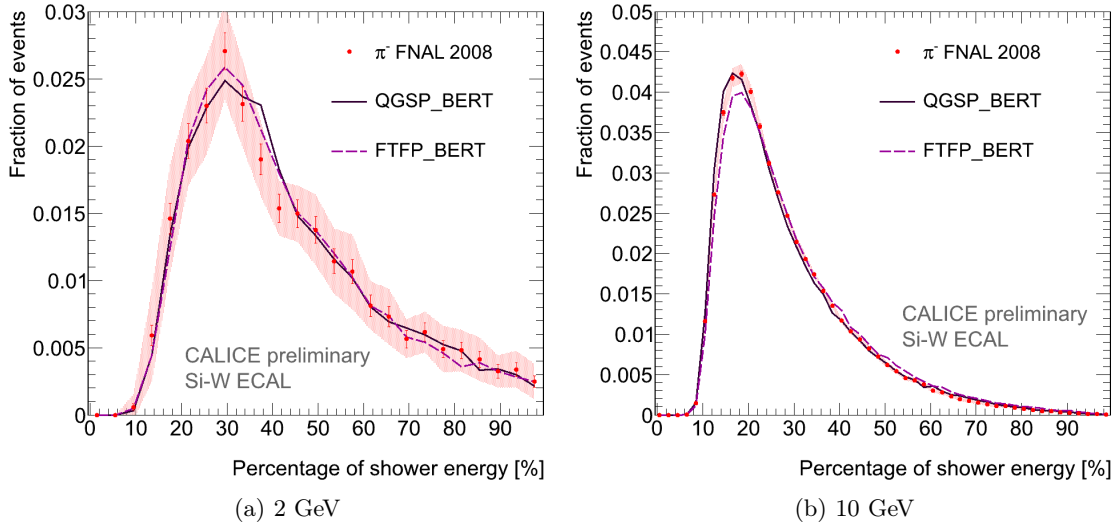 Fraction of events
0.025
0.02
0.015
0.01
0.005
0
π⁻ FNAL 2008
QGSP_BERT
FTFP_BERT
CALICE preliminary
Si-W ECAL
0 10 20 30 40 50 60 70 80 90
Percentage of shower energy [%]
(a) 2 GeV
Fraction of events
0.05
0.045
0.04
0.035
0.03
0.025
0.02
0.015
0.01
0.005
0
π⁻ FNAL 2008
QGSP_BERT
FTFP_BERT
CALICE preliminary
Si-W ECAL
0 10 20 30 40 50 60 70 80 90
Percentage of shower energy [%]
(b) 10 GeV